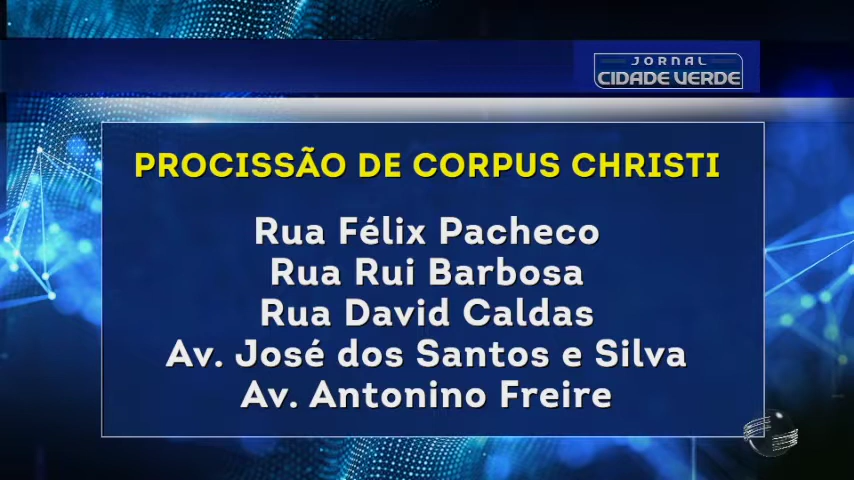 JORNAL
CIDADE VERDE
PROCISSÃO DE CORPUS CHRISTI
Rua Félix Pacheco
Rua Rui Barbosa
Rua David Caldas
Av. José dos Santos e Silva
Av. Antonino Freire